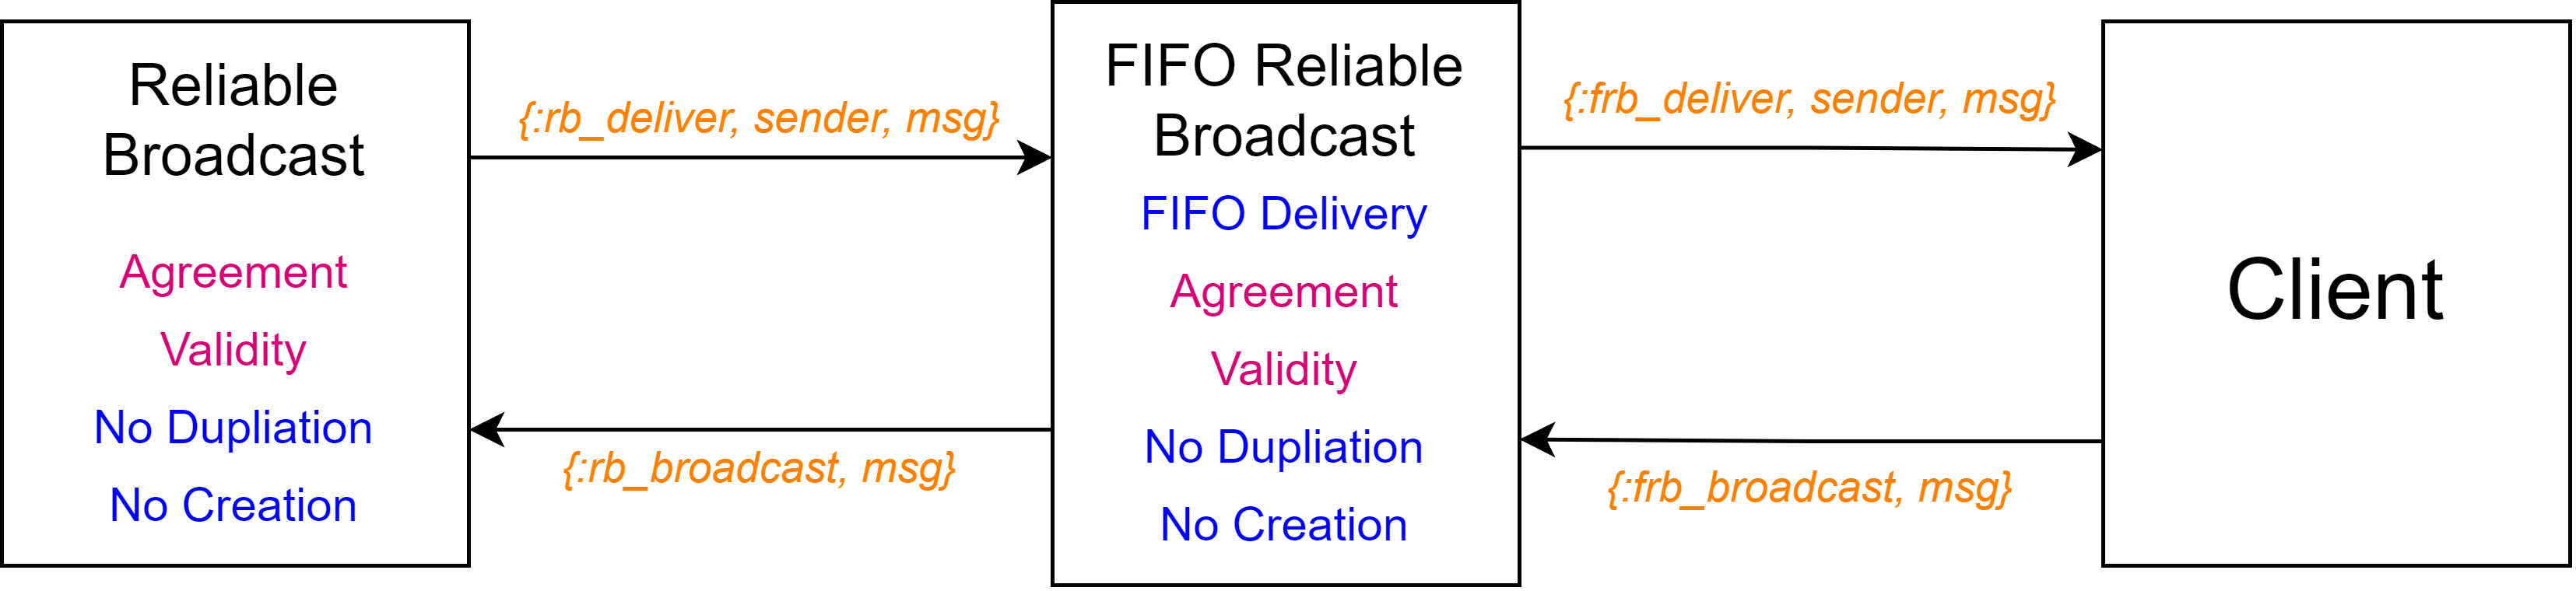 Reliable
Broadcast
Agreement
Validity
No Dupliation
No Creation
{:rb_deliver, sender, msg}
{:rb_broadcast, msg}
FIFO Reliable
Broadcast
FIFO Delivery
Agreement
Validity
No Dupliation
No Creation
{:frb_deliver, sender, msg}
{:frb_broadcast, msg}
Client